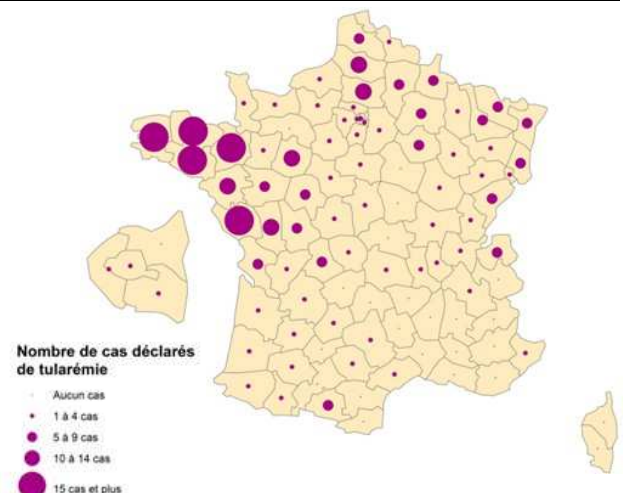 Nombre de cas déclarés
de tularémie
Aucun cas
1 à 4 cas
5 à 9 cas
10 à 14 cas
15 cas et plus